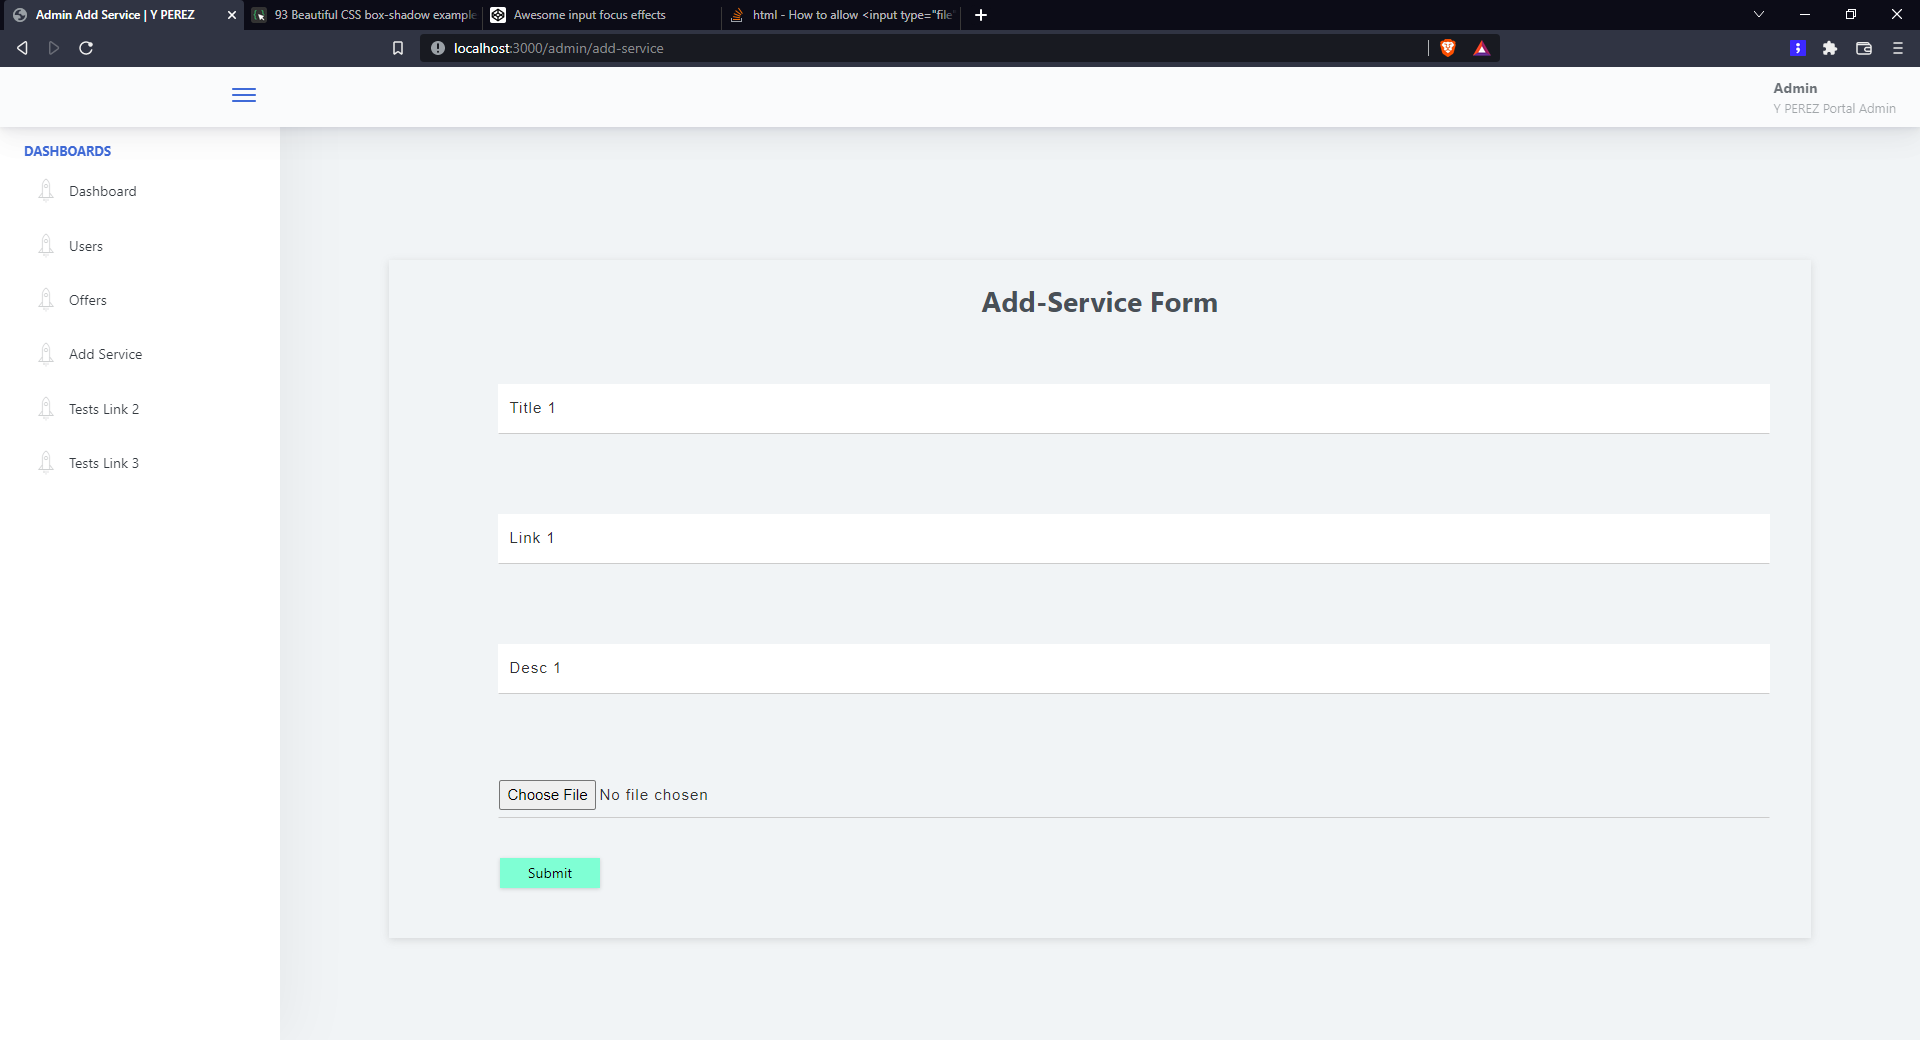 Admin Add Service | Y PEREZ
93 Beautiful CSS box-shadow example
Awesome input focus effects
html - How to allow <input type="file"
localhost:3000/admin/add-service
Admin
Y PEREZ Portal Admin
DASHBOARDS
Dashboard
Users
Offers
Add Service
Tests Link 2
Tests Link 3
Add-Service Form
Title 1
Link 1
Desc 1
Choose File No file chosen
Submit